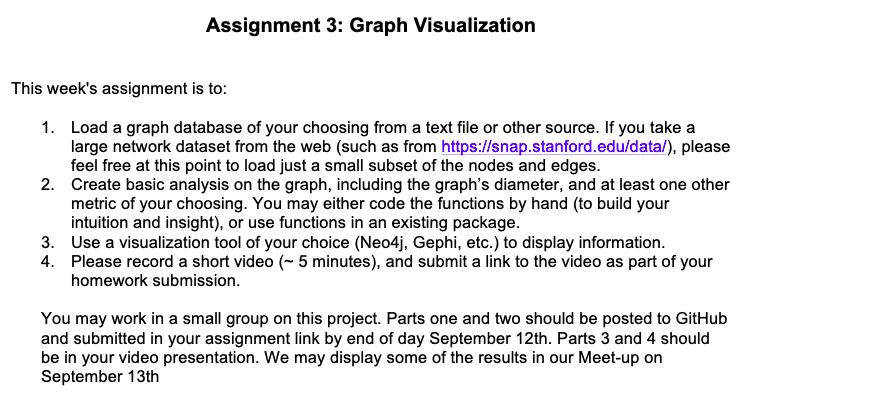 Assignment 3: Graph Visualization
This week's assignment is to:
1. Load a graph database of your choosing from a text file or other source. If you take a
large network dataset from the web (such as from https://snap.stanford.edu/data/), please
feel free at this point to load just a small subset of the nodes and edges.
2. Create basic analysis on the graph, including the graph’s diameter, and at least one other
metric of your choosing. You may either code the functions by hand (to build your
intuition and insight), or use functions in an existing package.
3. Use a visualization tool of your choice (Neo4j, Gephi, etc.) to display information.
4. Please record a short video (~ 5 minutes), and submit a link to the video as part of your
homework submission.
You may work in a small group on this project. Parts one and two should be posted to GitHub
and submitted in your assignment link by end of day September 12th. Parts 3 and 4 should
be in your video presentation. We may display some of the results in our Meet-up on
September 13th